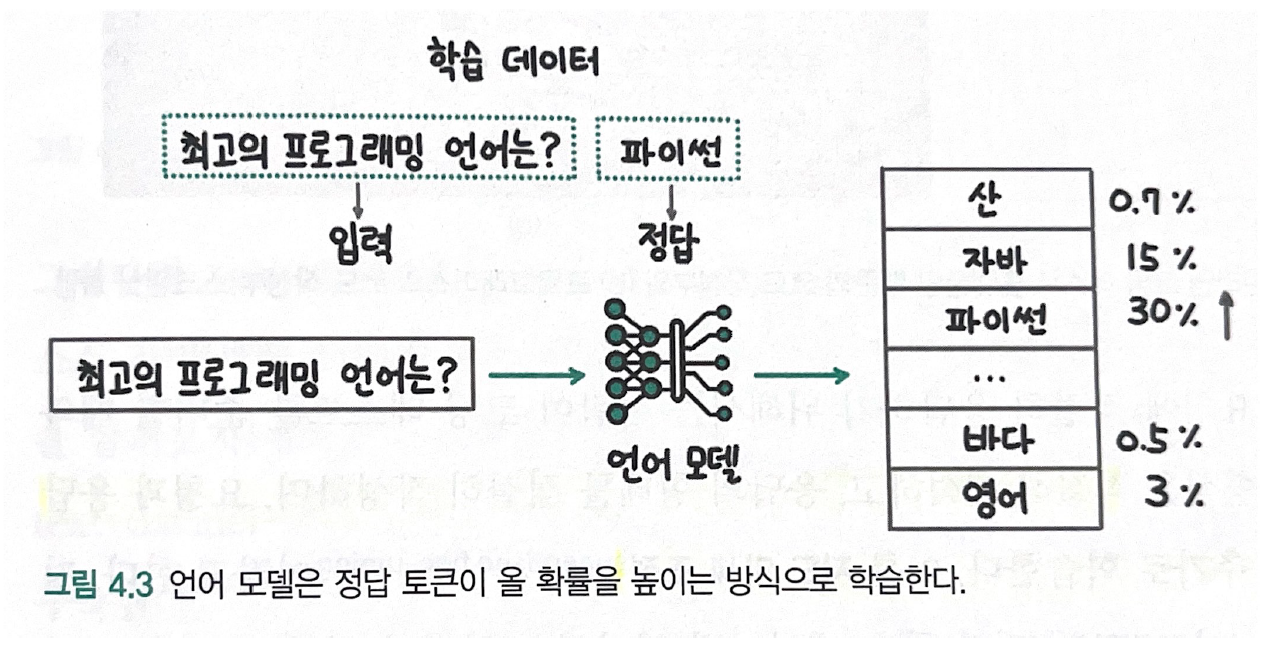 학습 데이터
최고의 프로그래밍 언어는? 파이썬
입력 정답
최고의 프로그래밍 언어는?
언어 모델
산 0.7%
자바 15%
파이썬 30%
...
바다 0.5%
영어 3%
그림 4.3 언어 모델은 정답 토큰이 올 확률을 높이는 방식으로 학습한다.